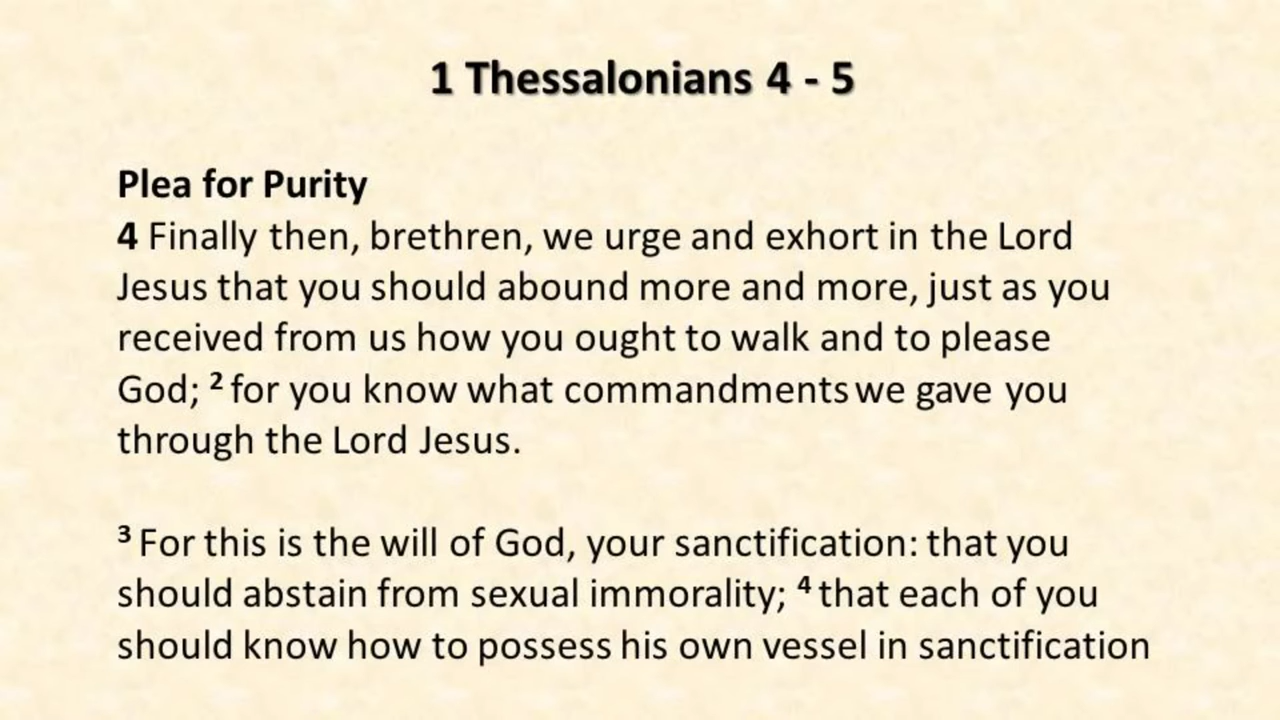 1 Thessalonians 4 - 5
Plea for Purity
4 Finally then, brethren, we urge and exhort in the Lord
Jesus that you should abound more and more, just as you
received from us how you ought to walk and to please
God; 2 for you know what commandments we gave you
through the Lord Jesus.
3 For this is the will of God, your sanctification: that you
should abstain from sexual immorality; 4 that each of you
should know how to possess his own vessel in sanctification